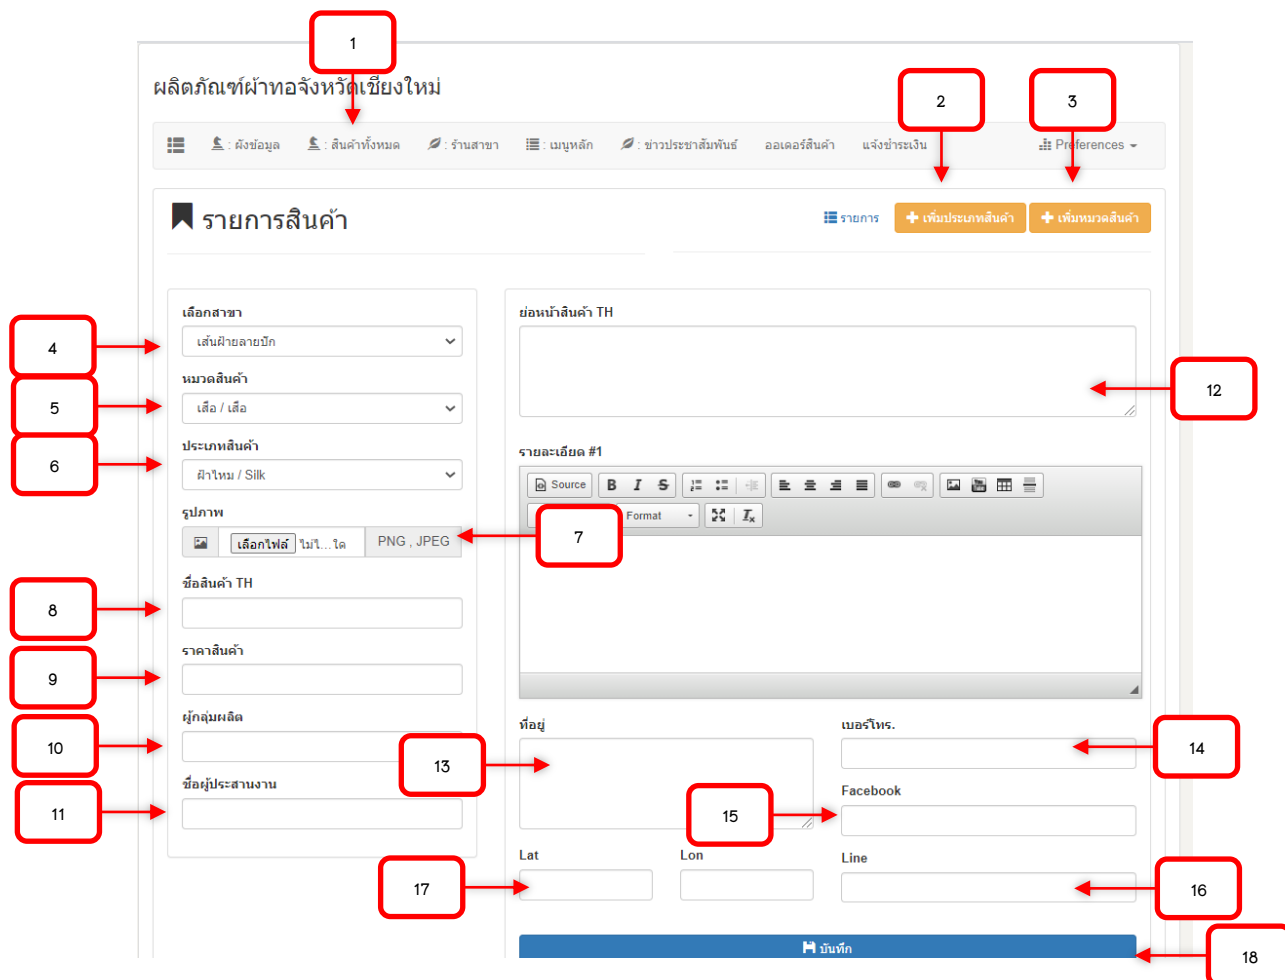 1
ผลิตภัณฑ์ผ้าทอจังหวัดเชียงใหม่
2
3
: ผังข้อมูล : สินค้าทั้งหมด : ร้านสาขา : เมนูหลัก : ข่าวประชาสัมพันธ์ ออเดอร์สินค้า แจ้งชำระเงิน Preferences
รายการสินค้า
รายการ
เพิ่มประเภทสินค้า
เพิ่มหมวดสินค้า
เลือกสาขา
4
เส้นฝ้ายลายปัก
หมวดสินค้า
5
เสื้อ / เสื้อ
ประเภทสินค้า
6
ผ้าไหม / Silk
รูปภาพ
เลือกไฟล์ ไม่ไ...ใด PNG , JPEG
7
ชื่อสินค้า TH
8
ราคาสินค้า
9
ผู้กลุ่มผลิต
10
ชื่อผู้ประสานงาน
11
ย่อหน้าสินค้า TH
12
รายละเอียด #1
Source
Format
ที่อยู่
13
เบอร์โทร.
14
Facebook
15
Lat
Lon
17
Line
16
บันทึก
18